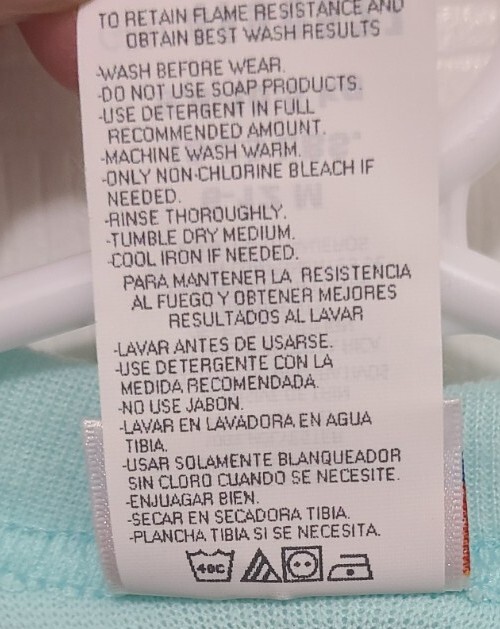 TO RETAIN FLAME RESISTANCE AND
OBTAIN BEST WASH RESULTS
-WASH BEFORE WEAR.
-DO NOT USE SOAP PRODUCTS.
-USE DETERGENT IN FULL
RECOMMENDED AMOUNT.
-MACHINE WASH WARM.
-ONLY NON-CHLORINE BLEACH IF
NEEDED.
-RINSE THOROUGHLY.
-TUMBLE DRY MEDIUM.
-COOL IRON IF NEEDED.
PARA MANTENER LA RESISTENCIA
AL FUEGO Y OBTENER MEJORES
RESULTADOS AL LAVAR
-LAVAR ANTES DE USARSE.
-USE DETERGENTE CON LA
MEDIDA RECOMENDADA.
-NO USE JABON.
-LAVAR EN LAVADORA EN AGUA
TIBIA.
-USAR SOLAMENTE BLANQUEADOR
SIN CLORO CUANDO SE NECESITE.
-ENJUAGAR BIEN.
-SECAR EN SECADORA TIBIA.
-PLANCHA TIBIA SI SE NECESITA.
40C